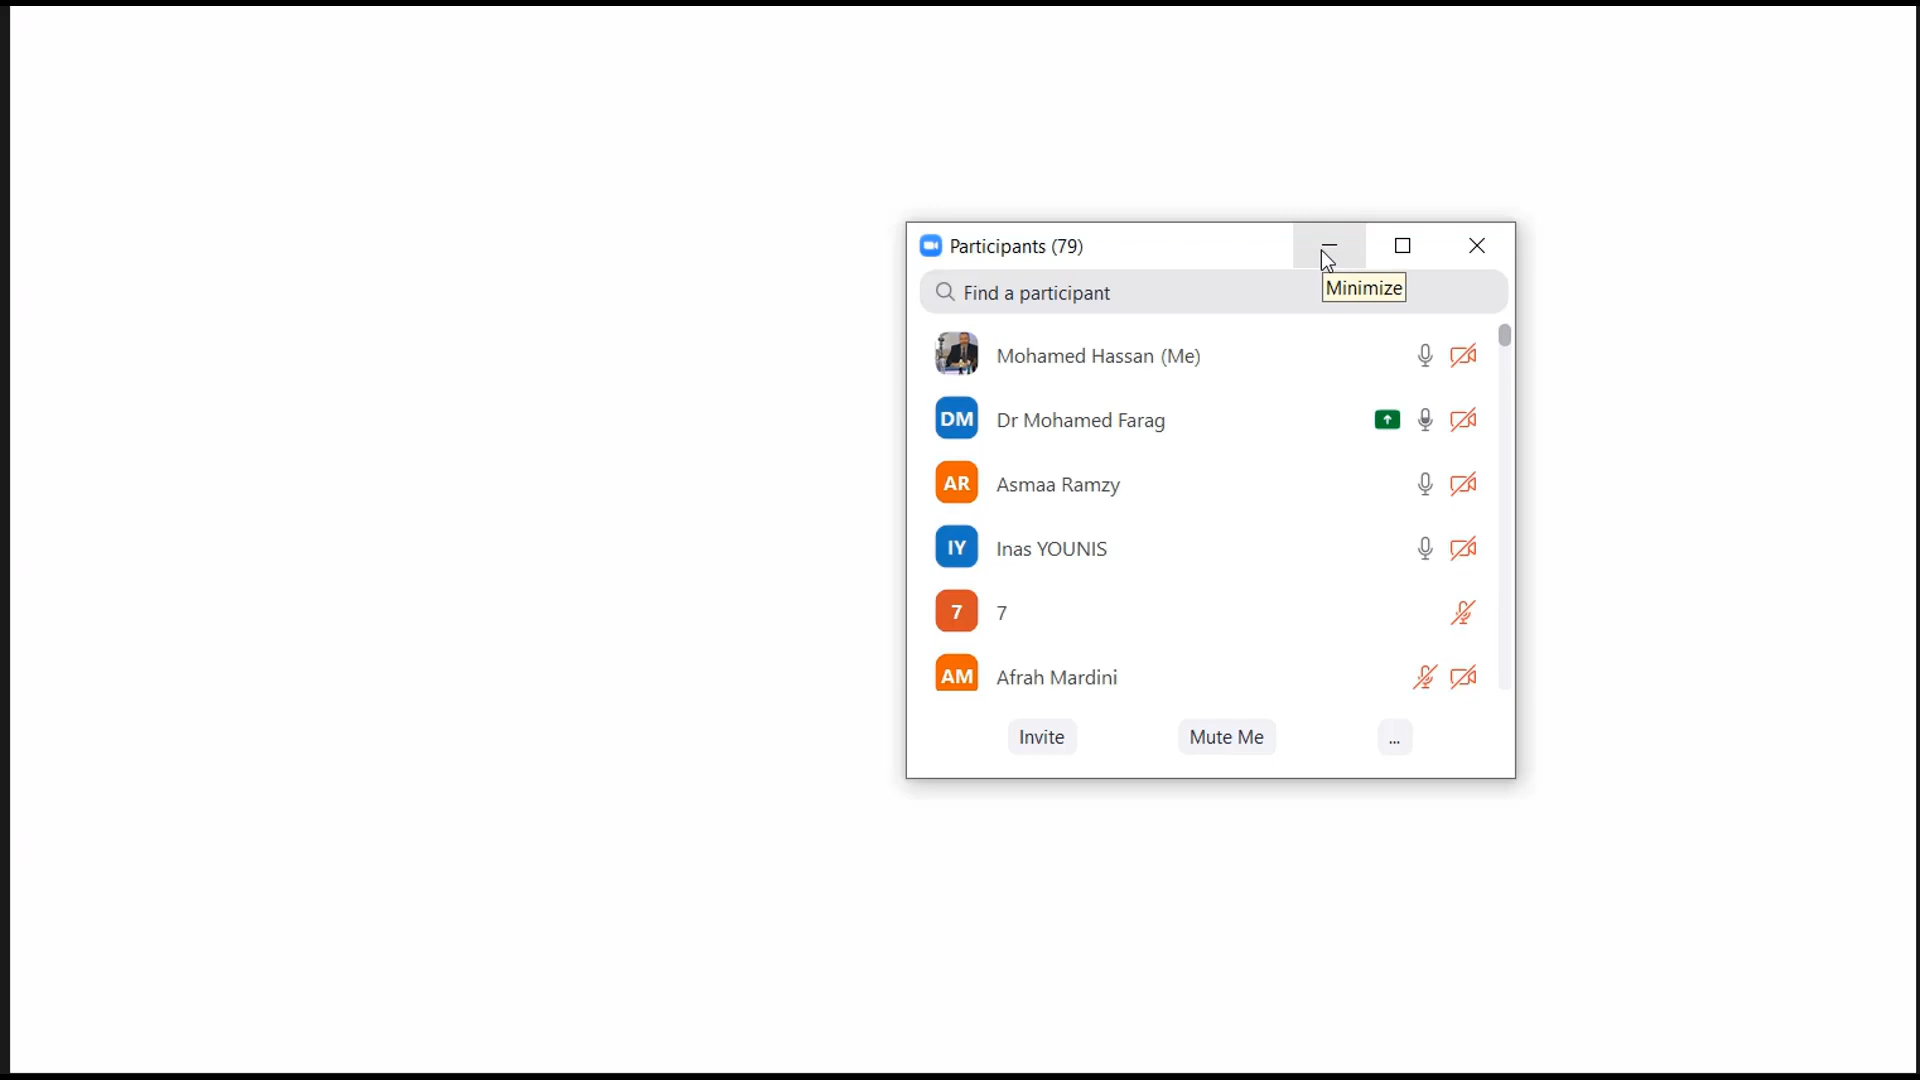 Participants (79)
Find a participant
Minimize
Mohamed Hassan (Me)
DM Dr Mohamed Farag
AR Asmaa Ramzy
IY Inas YOUNIS
7 7
AM Afrah Mardini
Invite Mute Me ...